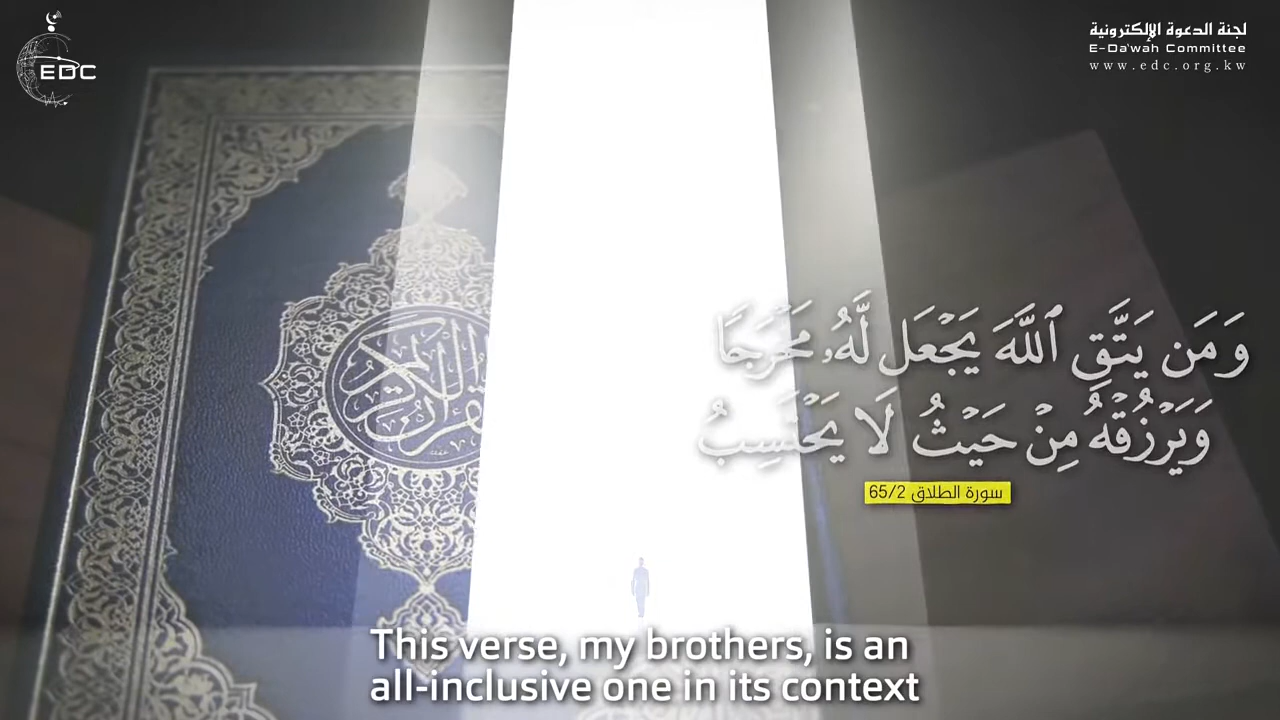 EDC
لجنة الدعوة الإلكترونية
E-Da'wah Committee
www.edc.org.kw
وَمَن يَتَّقِ ٱللَّهَ يَجْعَل لَّهُۥ مَخْرَجًا
وَيَرْزُقْهُ مِنْ حَيْثُ لَا يَحْتَسِبُ
سورة الطلاق 65/2
This verse, my brothers, is an
all-inclusive one in its context